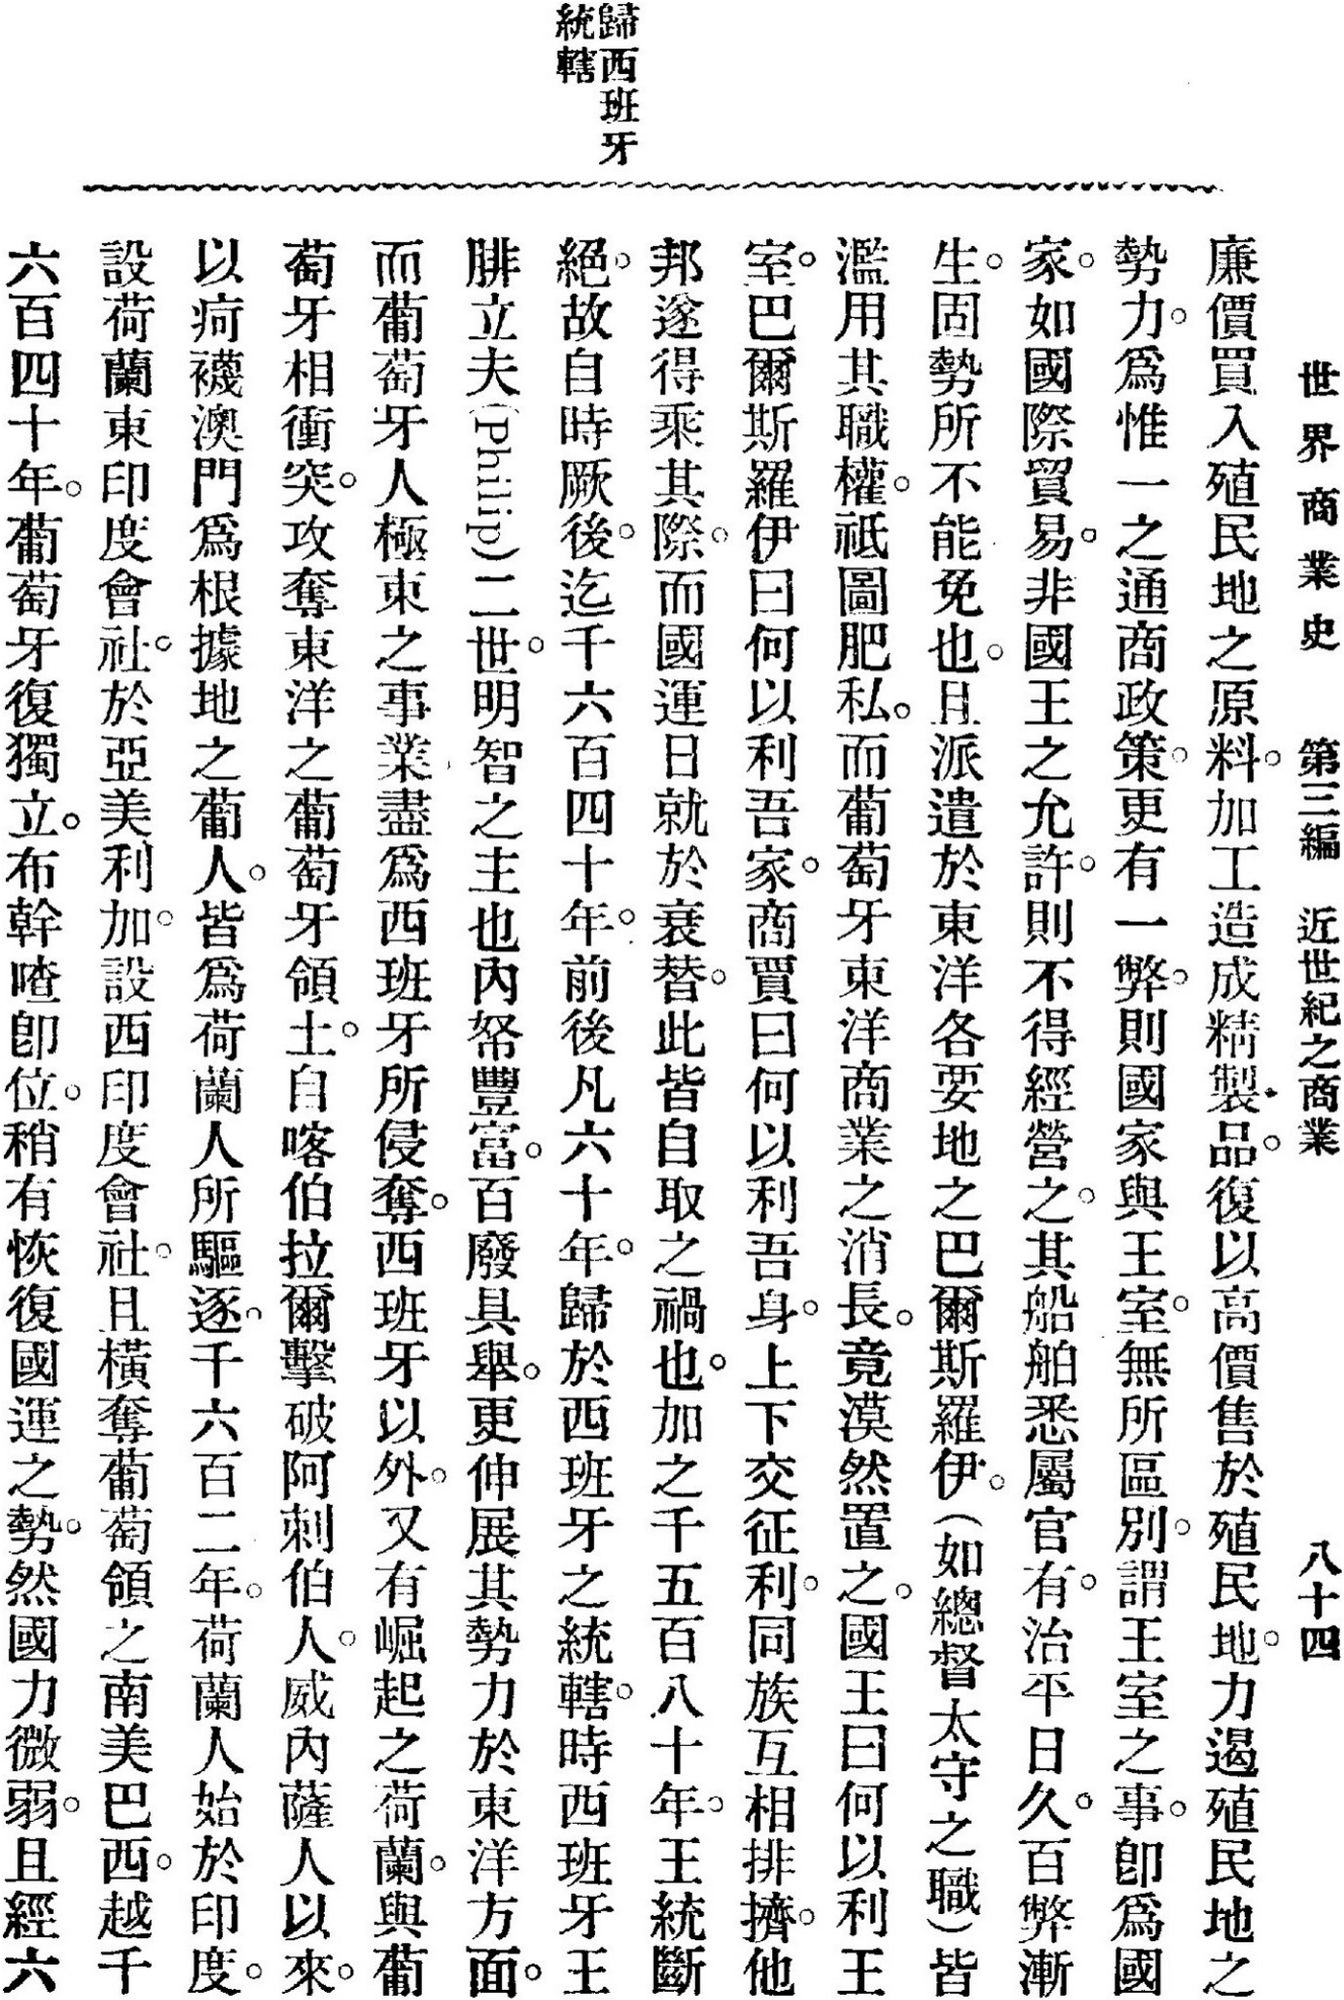 世界商業史　第三編　近世紀之商業　八十四
歸西班牙
統轄
廉價買入殖民地之原料。加工造成精製品。復以高價售於殖民地。力遏殖民地之
勢力。爲惟一之通商政策。更有一弊。則國家與王室。無所區別。謂王室之事。卽爲國
家。如國際貿易。非國王之允許。則不得經營之。其船舶悉屬官有。治平日久。百弊漸
生。固勢所不能免也。且派遣於東洋各要地之巴爾斯羅伊。（如總督太守之職）皆
濫用其職權。祗圖肥私。而葡萄牙東洋商業之消長。竟漠然置之。國王曰何以利王
室。巴爾斯羅伊曰何以利吾家。商賈曰何以利吾身。上下交征利。同族互相排擠。他
邦遂得乘其際。而國運日就於衰替。此皆自取之禍也。加之千五百八十年。王統斷
絕。故自時厥後。迄千六百四十年。前後凡六十年。歸於西班牙之統轄。時西班牙王
腓立夫(Philip)二世。明智之主也。內帑豐富。百廢具舉。更伸展其勢力於東洋方面。
而葡萄牙人極東之事業。盡爲西班牙所侵奪。西班牙以外。又有崛起之荷蘭。與葡
萄牙相衝突。攻奪東洋之葡萄牙領土。自喀伯拉爾擊破阿刺伯人。威內薩人以來。
以疴襪澳門爲根據地之葡人。皆爲荷蘭人所驅逐。千六百二年。荷蘭人始於印度。
設荷蘭東印度會社。於亞美利加。設西印度會社。且橫奪葡萄領之南美巴西。越千
六百四十年。葡萄牙復獨立。布幹喳卽位。稍有恢復國運之勢。然國力微弱。且經六